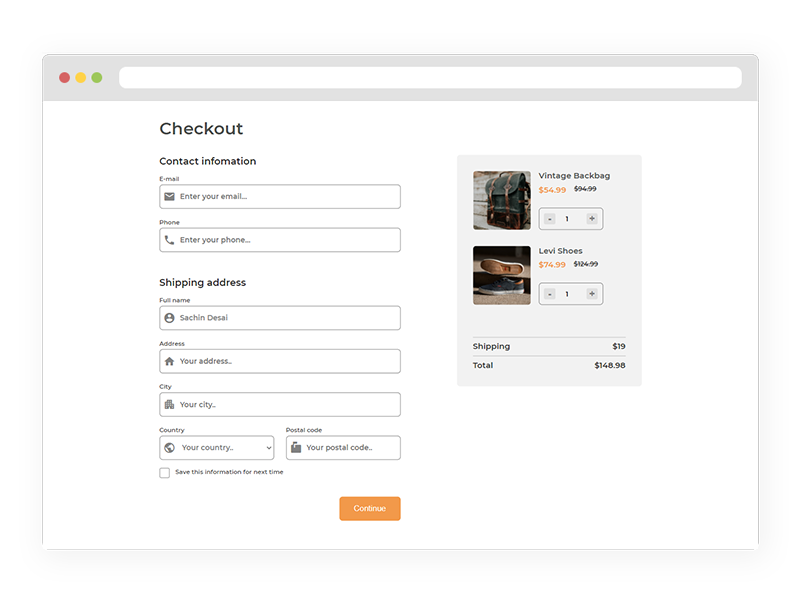 Checkout
Contact infomation
E-mail
Enter your email...
Phone
Enter your phone...
Shipping address
Full name
Sachin Desai
Address
Your address..
City
Your city..
Country
Postal code
Your country..
Your postal code..
Save this information for next time
Continue
Vintage Backbag
$54.99 $94.99
- 1 +
Levi Shoes
$74.99 $124.99
- 1 +
Shipping $19
Total $148.98